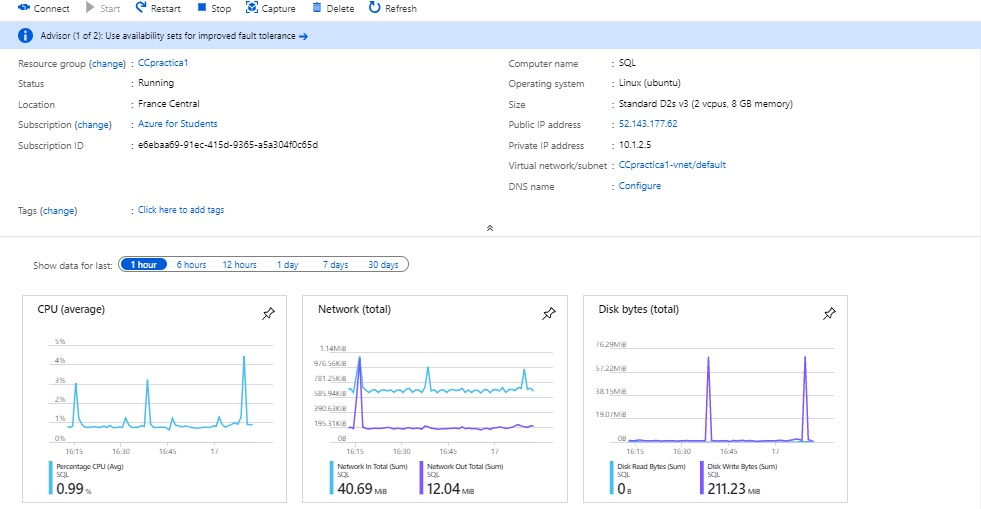 Connect Start Restart Stop Capture Delete Refresh
Advisor (1 of 2): Use availability sets for improved fault tolerance →
Resource group (change) : CCpractica1
Status : Running
Location : France Central
Subscription (change) : Azure for Students
Subscription ID : e6ebaa69-91ec-415d-9365-a5a304f0c65d
Computer name : SQL
Operating system : Linux (ubuntu)
Size : Standard D2s v3 (2 vcpus, 8 GB memory)
Public IP address : 52.143.177.62
Private IP address : 10.1.2.5
Virtual network/subnet : CCpractica1-vnet/default
DNS name : Configure
Tags (change) : Click here to add tags
Show data for last: 1 hour 6 hours 12 hours 1 day 7 days 30 days
CPU (average)
5%
4%
3%
2%
1%
0%
16:15 16:30 16:45 17
Percentage CPU (Avg)
SQL
0.99 %
Network (total)
1.14MiB
976.56KiB
781.25KiB
585.94KiB
390.63KiB
195.31KiB
0B
16:15 16:30 16:45 17
Network In Total (Sum)
SQL
40.69 MiB
Network Out Total (Sum)
SQL
12.04 MiB
Disk bytes (total)
76.29MiB
57.22MiB
38.15MiB
19.07MiB
0B
16:15 16:30 16:45 17
Disk Read Bytes (Sum)
SQL
0 B
Disk Write Bytes (Sum)
SQL
211.23 MiB